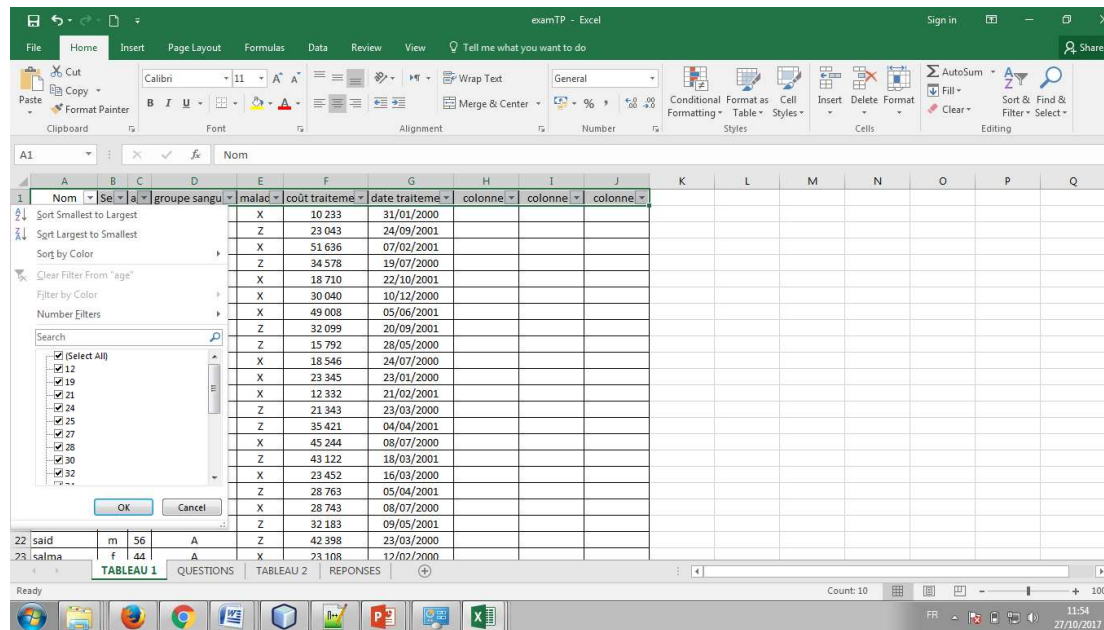 examTP - Excel
Sign in
File Home Insert Page Layout Formulas Data Review View Tell me what you want to do Share
Paste
Cut
Copy
Format Painter
Clipboard
Calibri 11
B I U
Font
Wrap Text
Merge & Center
Alignment
General
% ,
Number
Conditional Formatting
Format as Table
Cell Styles
Styles
Insert Delete Format
Cells
AutoSum
Fill
Clear
Sort & Filter
Find & Select
Editing
A1 fx Nom
A B C D E F G H I J K L M N O P Q
1 Nom Se a groupe sangu malad coût traiteme date traiteme colonne colonne colonne
X 10 233 31/01/2000
Z 23 043 24/09/2001
X 51 636 07/02/2001
Z 34 578 19/07/2000
X 18 710 22/10/2001
X 30 040 10/12/2000
X 49 008 05/06/2001
Z 32 099 20/09/2001
Z 15 792 28/05/2000
X 18 546 24/07/2000
X 23 345 23/01/2000
X 12 332 21/02/2001
Z 21 343 23/03/2000
Z 35 421 04/04/2001
X 45 244 08/07/2000
Z 43 122 18/03/2001
X 23 452 16/03/2000
Z 28 763 05/04/2001
X 28 743 08/07/2000
Z 32 183 09/05/2001
22 said m 56 A Z 42 398 23/03/2000
23 salma f 44 A X 23 108 12/02/2000
Sort Smallest to Largest
Sort Largest to Smallest
Sort by Color
Clear Filter From "age"
Filter by Color
Number Filters
Search
(Select All)
12
19
21
24
25
27
28
30
32
OK Cancel
TABLEAU 1 QUESTIONS TABLEAU 2 REPONSES
Ready Count: 10 100
FR 11:54
27/10/2017